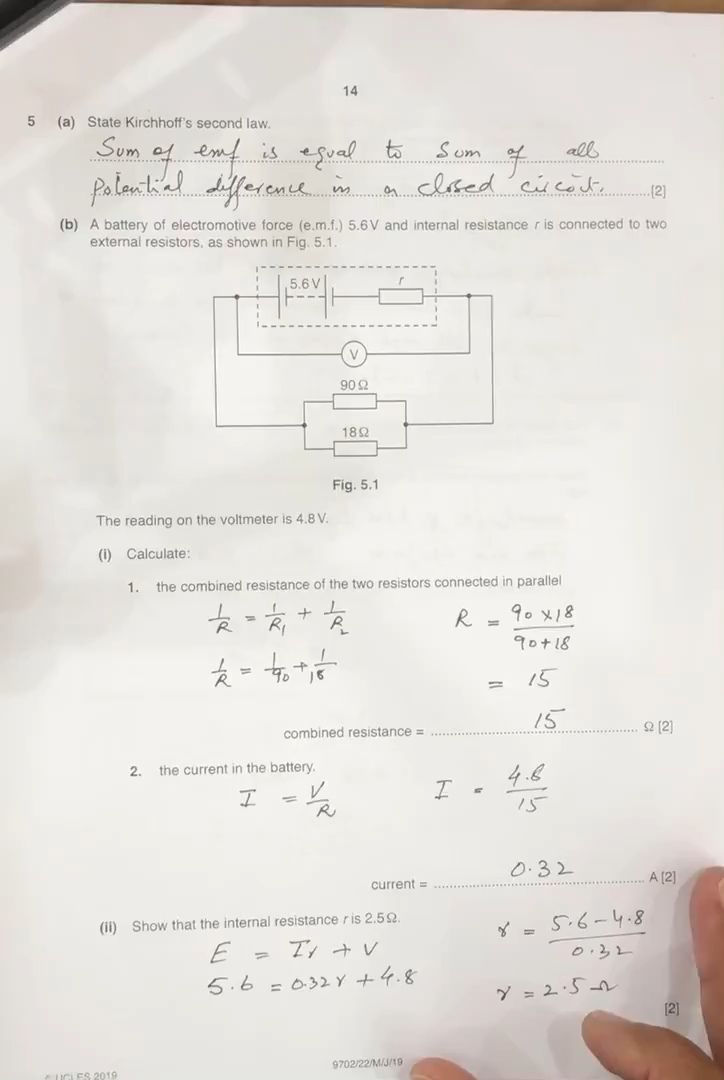 14
5 (a) State Kirchhoff's second law.
Sum of emf is equal to sum of all
potential difference in a closed circuit. [2]
(b) A battery of electromotive force (e.m.f.) 5.6V and internal resistance r is connected to two
external resistors, as shown in Fig. 5.1.
5.6V r
V
90Ω
18Ω
Fig. 5.1
The reading on the voltmeter is 4.8V.
(i) Calculate:
1. the combined resistance of the two resistors connected in parallel
1/R = 1/R₁ + 1/R₂
R = 90×18/90+18
1/R = 1/90 + 1/18
= 15
combined resistance = 15 Ω [2]
2. the current in the battery.
I = V/R
I = 4.8/15
current = 0.32 A [2]
(ii) Show that the internal resistance r is 2.5Ω.
E = Ir + V
r = 5.6-4.8/0.32
5.6 = 0.32r + 4.8
r = 2.5 Ω
[2]
9702/22/M/J/19
© UCLES 2019